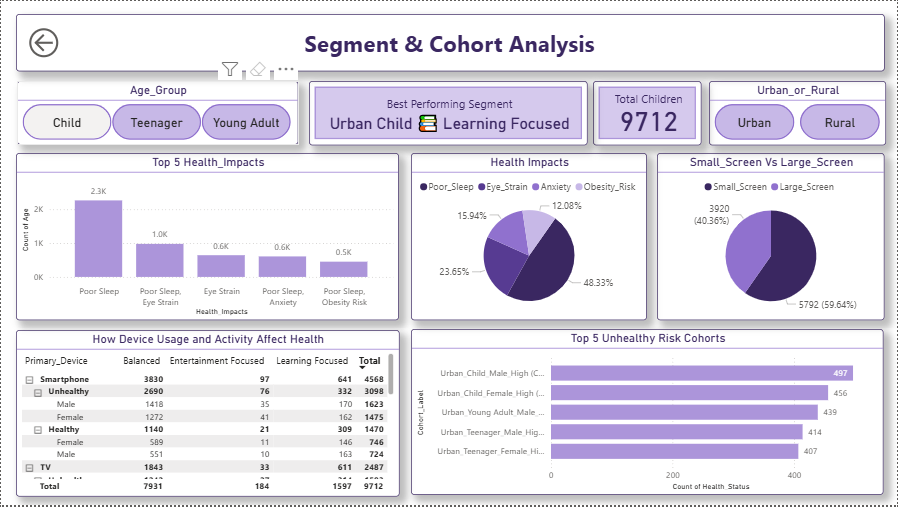 Segment & Cohort Analysis
Age_Group
Child
Teenager
Young Adult
Best Performing Segment
Urban Child 📚 Learning Focused
Total Children
9712
Urban_or_Rural
Urban
Rural
Top 5 Health_Impacts
Count of Age
2K
1K
0K
2.3K
1.0K
0.6K
0.6K
0.5K
Poor Sleep
Poor Sleep,
Eye Strain
Eye Strain
Poor Sleep,
Anxiety
Poor Sleep,
Obesity Risk
Health_Impacts
Health Impacts
Poor_Sleep Eye_Strain Anxiety Obesity_Risk
12.08%
15.94%
23.65%
48.33%
Small_Screen Vs Large_Screen
Small_Screen Large_Screen
3920
(40.36%)
5792 (59.64%)
How Device Usage and Activity Affect Health
Primary_Device Balanced Entertainment Focused Learning Focused Total
Smartphone 3830 97 641 4568
Unhealthy 2690 76 332 3098
Male 1418 35 170 1623
Female 1272 41 162 1475
Healthy 1140 21 309 1470
Female 589 11 146 746
Male 551 10 163 724
TV 1843 33 611 2487
Total 7931 184 1597 9712
Top 5 Unhealthy Risk Cohorts
Cohort_Label
Urban_Child_Male_High (C... 497
Urban_Child_Female_High (... 456
Urban_Young Adult_Male_... 439
Urban_Teenager_Male_Hig... 414
Urban_Teenager_Female_Hi... 407
0 200 400
Count of Health_Status